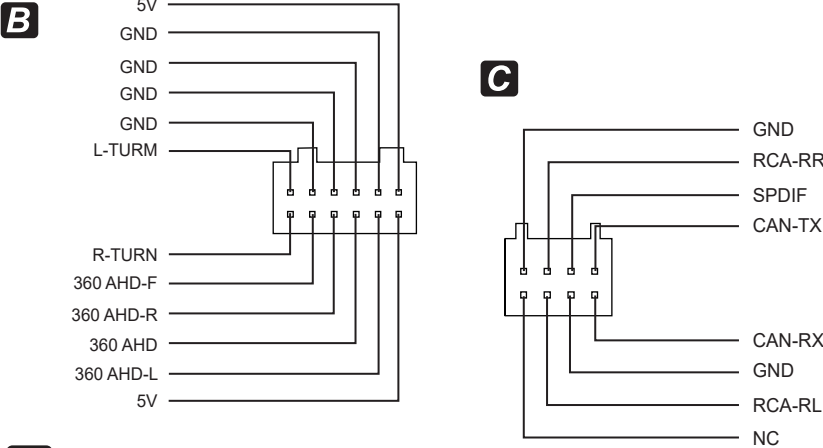 B
5V
GND
GND
GND
GND
L-TURM
R-TURN
360 AHD-F
360 AHD-R
360 AHD
360 AHD-L
5V
C
GND
RCA-RR
SPDIF
CAN-TX
CAN-RX
GND
RCA-RL
NC